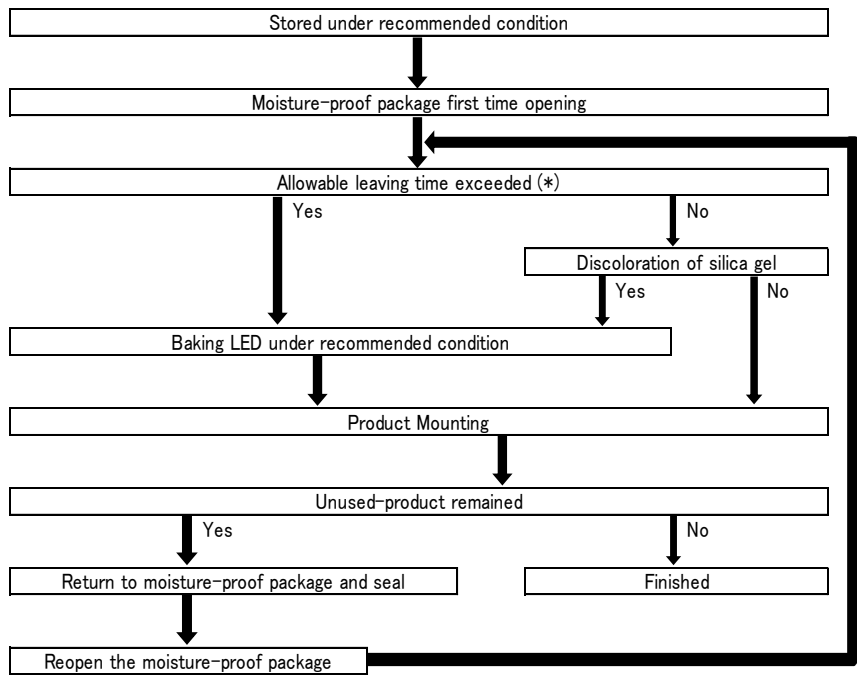 Stored under recommended condition
Moisture-proof package first time opening
Allowable leaving time exceeded (*)
Yes
No
Discoloration of silica gel
Yes
No
Baking LED under recommended condition
Product Mounting
Unused-product remained
Yes
No
Return to moisture-proof package and seal
Finished
Reopen the moisture-proof package